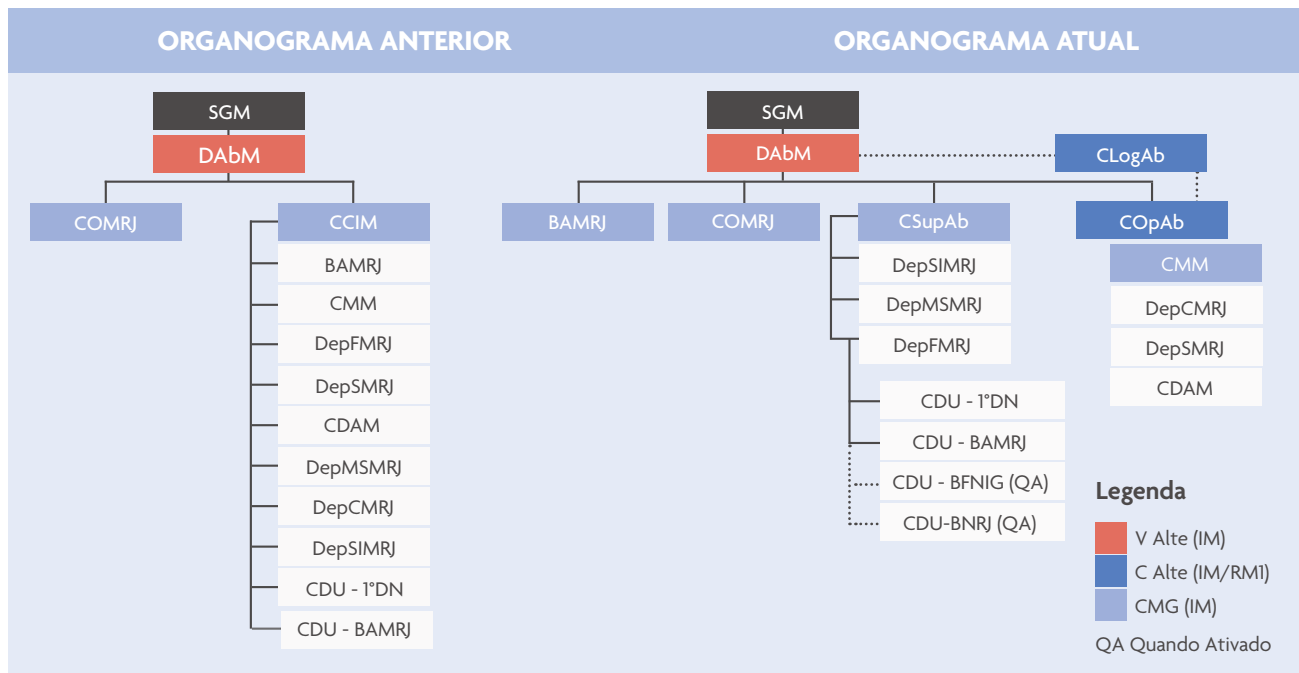 ORGANOGRAMA ANTERIOR
SGM
DAbM
COMRJ
CCIM
BAMRJ
CMM
DepFMRJ
DepSMRJ
CDAM
DepMSMRJ
DepCMRJ
DepSIMRJ
CDU - 1°DN
CDU - BAMRJ
ORGANOGRAMA ATUAL
SGM
DAbM
CLogAb
BAMRJ
COMRJ
CSupAb
COpAb
DepSIMRJ
DepMSMRJ
DepFMRJ
CDU - 1°DN
CDU - BAMRJ
CDU - BFNIG (QA)
CDU-BNRJ (QA)
CMM
DepCMRJ
DepSMRJ
CDAM
Legenda
V Alte (IM)
C Alte (IM/RM1)
CMG (IM)
QA Quando Ativado